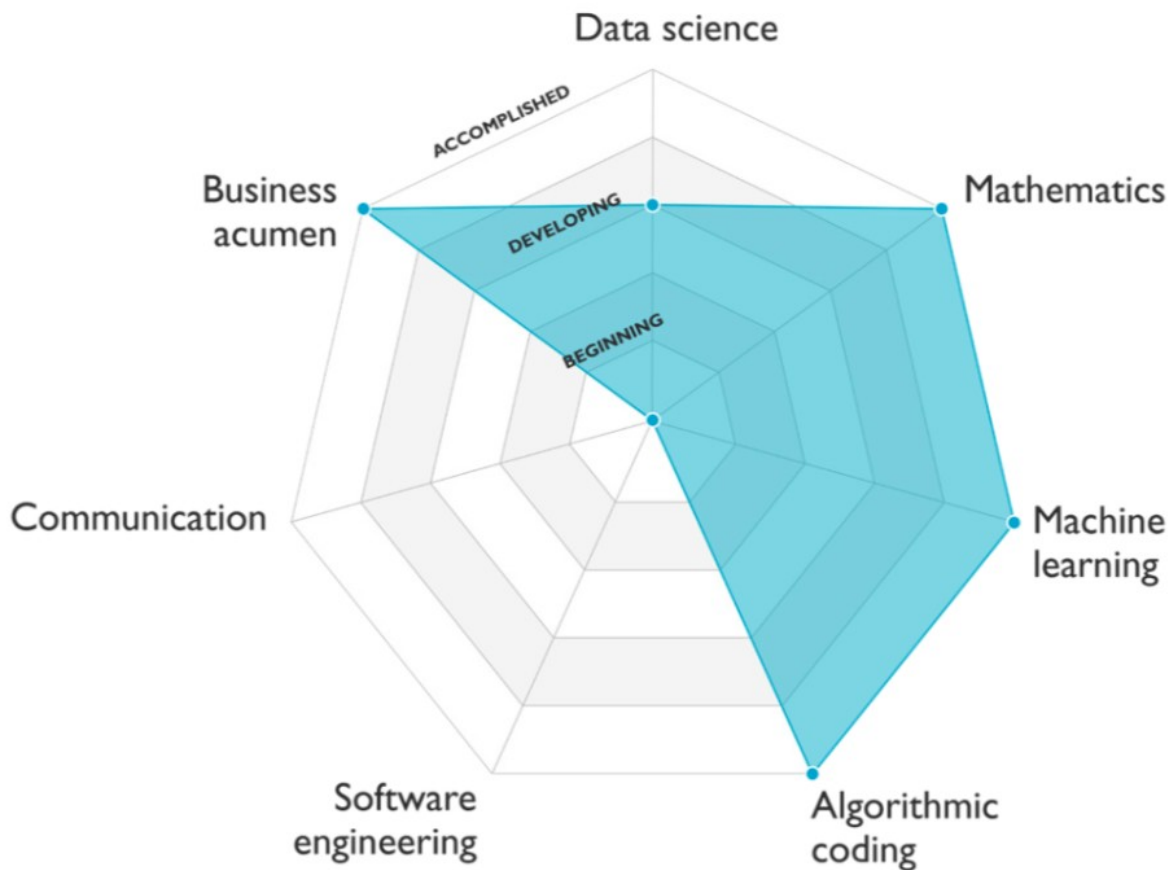 Data science
ACCOMPLISHED
Business
acumen
Mathematics
DEVELOPING
BEGINNING
Communication
Machine
learning
Software
engineering
Algorithmic
coding